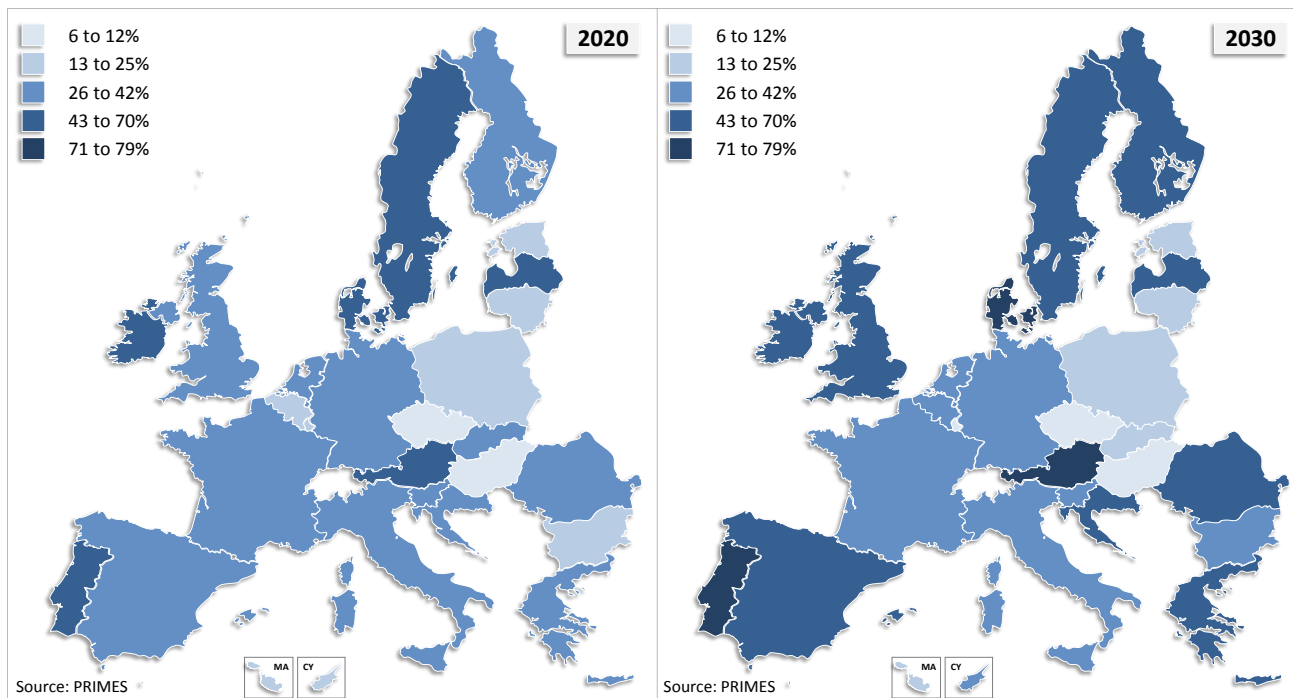 6 to 12%
13 to 25%
26 to 42%
43 to 70%
71 to 79%
2020
MA
CY
Source: PRIMES
6 to 12%
13 to 25%
26 to 42%
43 to 70%
71 to 79%
2030
MA
CY
Source: PRIMES